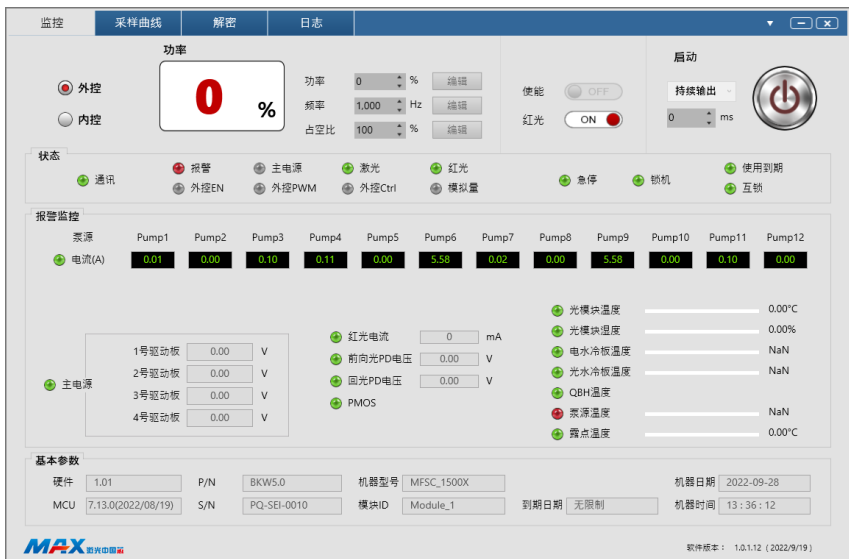 监控 采样曲线 解密 日志
功率
启动
外控
内控
0 %
功率 0 % 编辑
频率 1.000 Hz 编辑
占空比 100 % 编辑
使能 OFF
红光 ON
持续输出
0 ms
状态
通讯 报警 主电源 激光 红光 急停 锁机 使用到期
外控EN 外控PWM 外控Ctrl 模拟量 互锁
报警监控
泵源 Pump1 Pump2 Pump3 Pump4 Pump5 Pump6 Pump7 Pump8 Pump9 Pump10 Pump11 Pump12
电流(A) 0.01 0.00 0.10 0.11 0.00 5.58 0.02 0.00 5.58 0.00 0.10 0.00
主电源
1号驱动板 0.00 V
2号驱动板 0.00 V
3号驱动板 0.00 V
4号驱动板 0.00 V
红光电流 0 mA
前向光PD电压 0.00 V
回光PD电压 0.00 V
PMOS
光模块温度 0.00°C
光模块湿度 0.00%
电水冷板温度 NaN
光水冷板温度 NaN
QBH温度
泵源温度 NaN
露点温度 0.00°C
基本参数
硬件 1.01 P/N BKW5.0 机器型号 MFSC_1500X 机器日期 2022-09-28
MCU 7.13.0(2022/08/19) S/N PQ-SEI-0010 模块ID Module_1 到期日期 无限制 机器时间 13:36:12
MAX 激光中国芯
软件版本: 1.0.1.12 (2022/9/19)